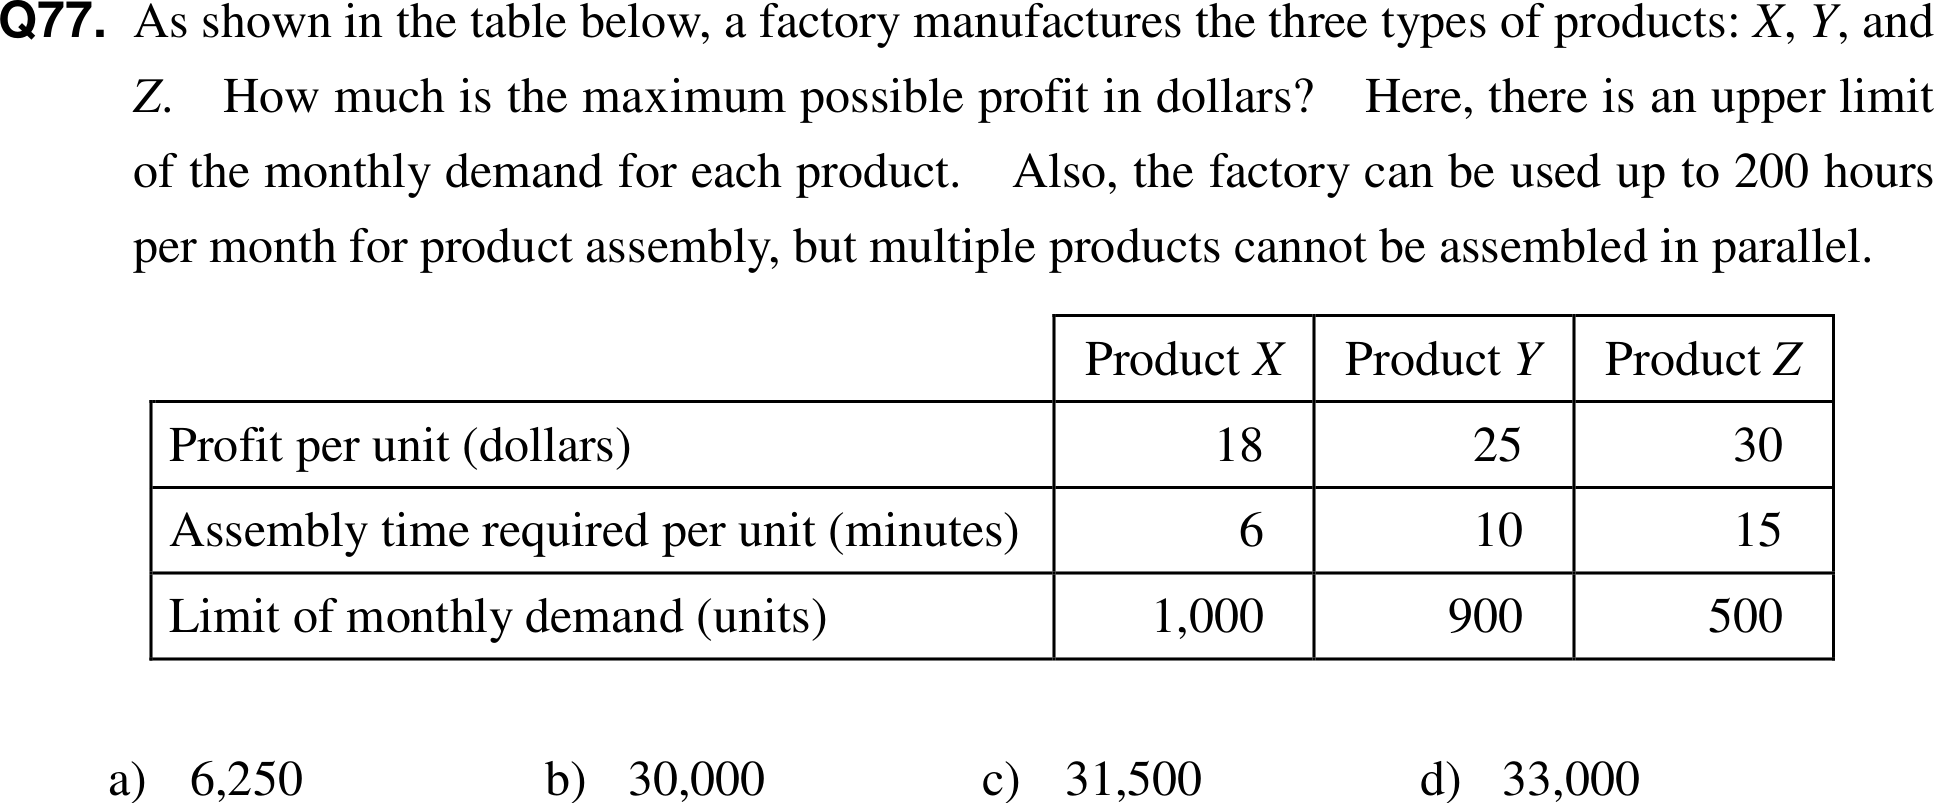 Q77. As shown in the table below, a factory manufactures the three types of products: X, Y, and
Z. How much is the maximum possible profit in dollars? Here, there is an upper limit
of the monthly demand for each product. Also, the factory can be used up to 200 hours
per month for product assembly, but multiple products cannot be assembled in parallel.
Product X Product Y Product Z
Profit per unit (dollars) 18 25 30
Assembly time required per unit (minutes) 6 10 15
Limit of monthly demand (units) 1,000 900 500
a) 6,250 b) 30,000 c) 31,500 d) 33,000